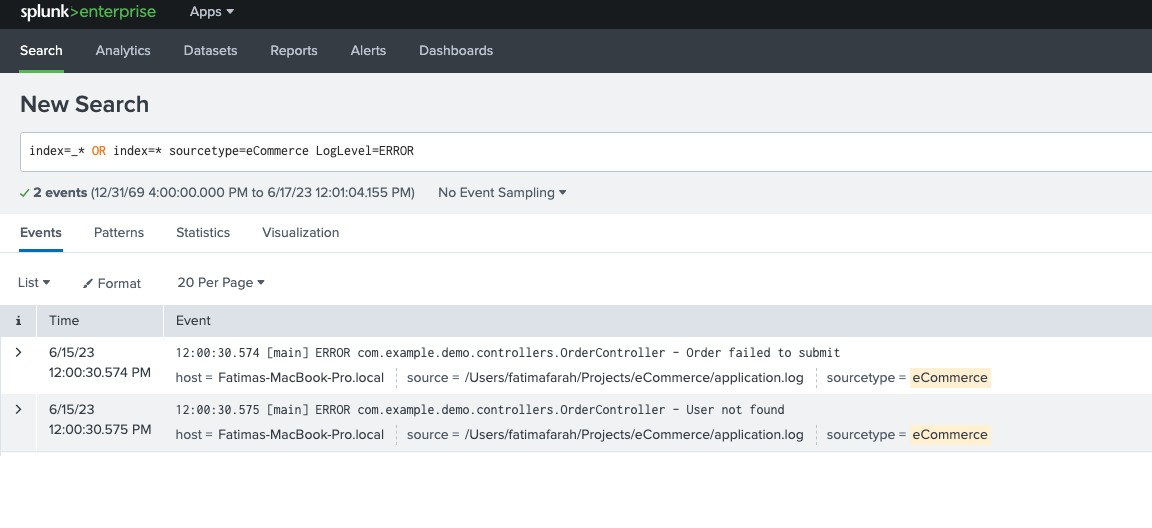 splunk>enterprise Apps
Search Analytics Datasets Reports Alerts Dashboards
New Search
index=_* OR index=* sourcetype=eCommerce LogLevel=ERROR
2 events (12/31/69 4:00:00.000 PM to 6/17/23 12:01:04.155 PM) No Event Sampling
Events Patterns Statistics Visualization
List Format 20 Per Page
i Time Event
6/15/23 12:00:30.574 [main] ERROR com.example.demo.controllers.OrderController - Order failed to submit
12:00:30.574 PM host = Fatimas-MacBook-Pro.local source = /Users/fatimafarah/Projects/eCommerce/application.log sourcetype = eCommerce
6/15/23 12:00:30.575 [main] ERROR com.example.demo.controllers.OrderController - User not found
12:00:30.575 PM host = Fatimas-MacBook-Pro.local source = /Users/fatimafarah/Projects/eCommerce/application.log sourcetype = eCommerce